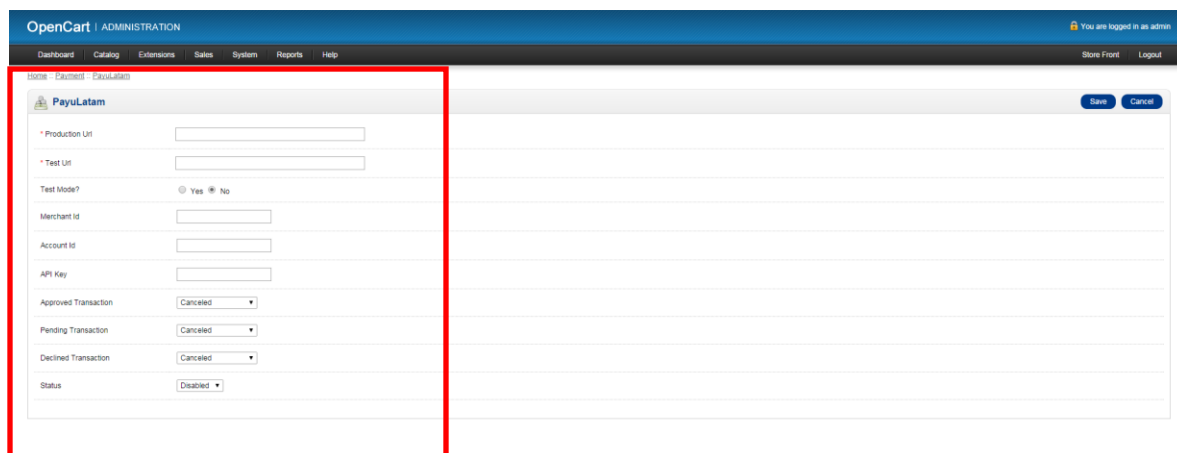 OpenCart | ADMINISTRATION
You are logged in as admin
Dashboard Catalog Extensions Sales System Reports Help
Store Front Logout
Home :: Payment :: PayuLatam
PayuLatam
Save Cancel
* Production Url
* Test Url
Test Mode? Yes No
Merchant Id
Account Id
API Key
Approved Transaction Canceled
Pending Transaction Canceled
Declined Transaction Canceled
Status Disabled